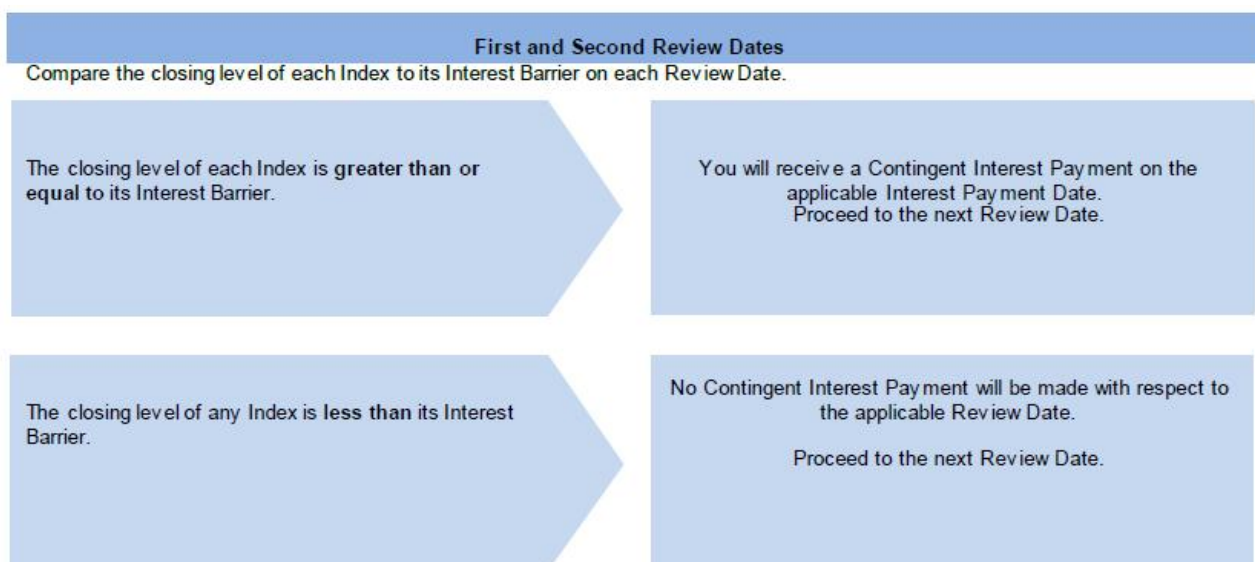 First and Second Review Dates
Compare the closing level of each Index to its Interest Barrier on each Review Date.
The closing level of each Index is greater than or
equal to its Interest Barrier.
You will receive a Contingent Interest Payment on the
applicable Interest Payment Date.
Proceed to the next Review Date.
The closing level of any Index is less than its Interest
Barrier.
No Contingent Interest Payment will be made with respect to
the applicable Review Date.
Proceed to the next Review Date.